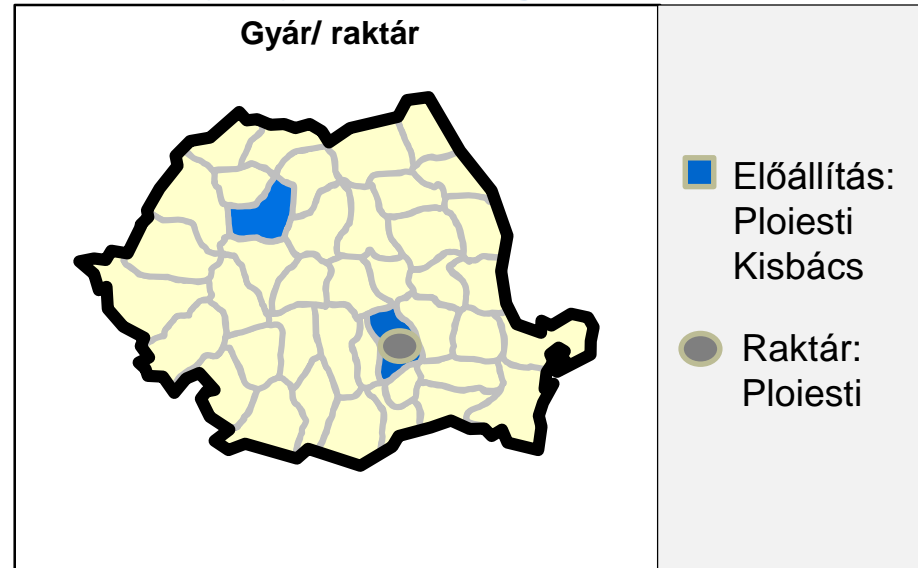 Gyár/ raktár
Előállítás:
Ploiesti
Kisbács
Raktár:
Ploiesti